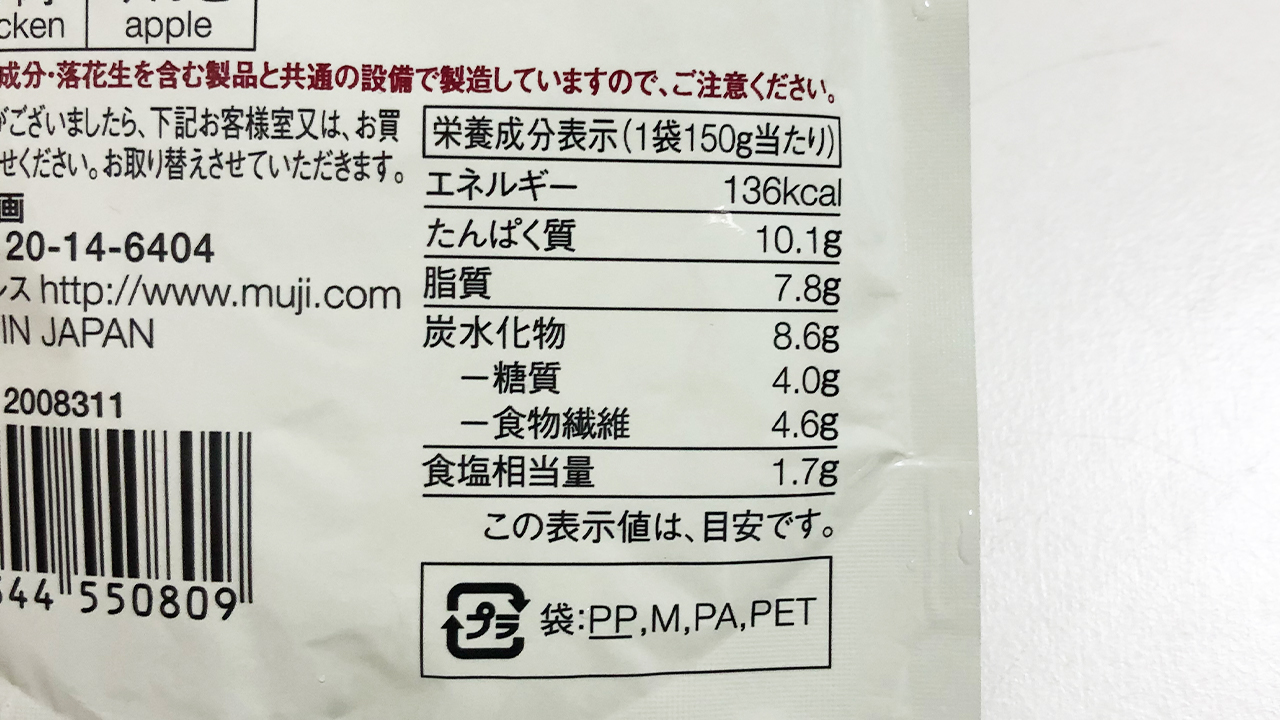 cken apple
成分・落花生を含む製品と共通の設備で製造していますので、ご注意ください。
がございましたら、下記お客様室又は、お買
せください。お取り替えさせていただきます。
画
20-14-6404
レス http://www.muji.com
IN JAPAN
2008311
44 550809
栄養成分表示(1袋150g当たり)
エネルギー 136kcal
たんぱく質 10.1g
脂質 7.8g
炭水化物 8.6g
－糖質 4.0g
－食物繊維 4.6g
食塩相当量 1.7g
この表示値は、目安です。
プラ 袋:PP,M,PA,PET